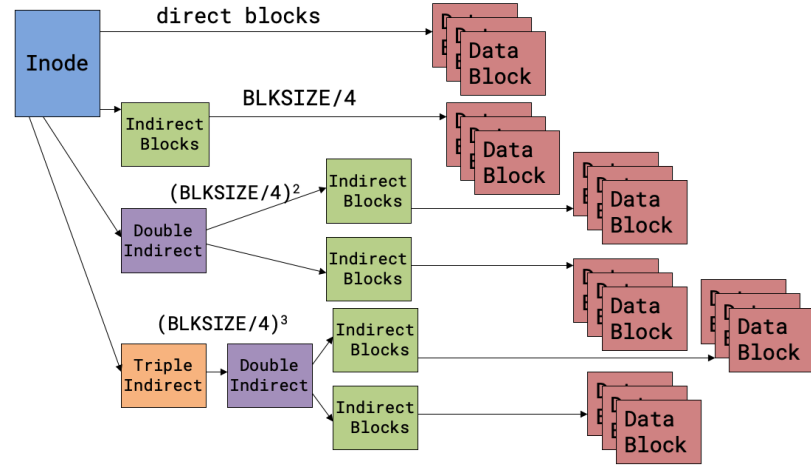 direct blocks
Inode
Data
Block
Indirect
Blocks
BLKSIZE/4
Data
Block
Double
Indirect
(BLKSIZE/4)²
Indirect
Blocks
Data
Block
Indirect
Blocks
Data
Block
Triple
Indirect
(BLKSIZE/4)³
Double
Indirect
Indirect
Blocks
Data
Block
Indirect
Blocks
Data
Block